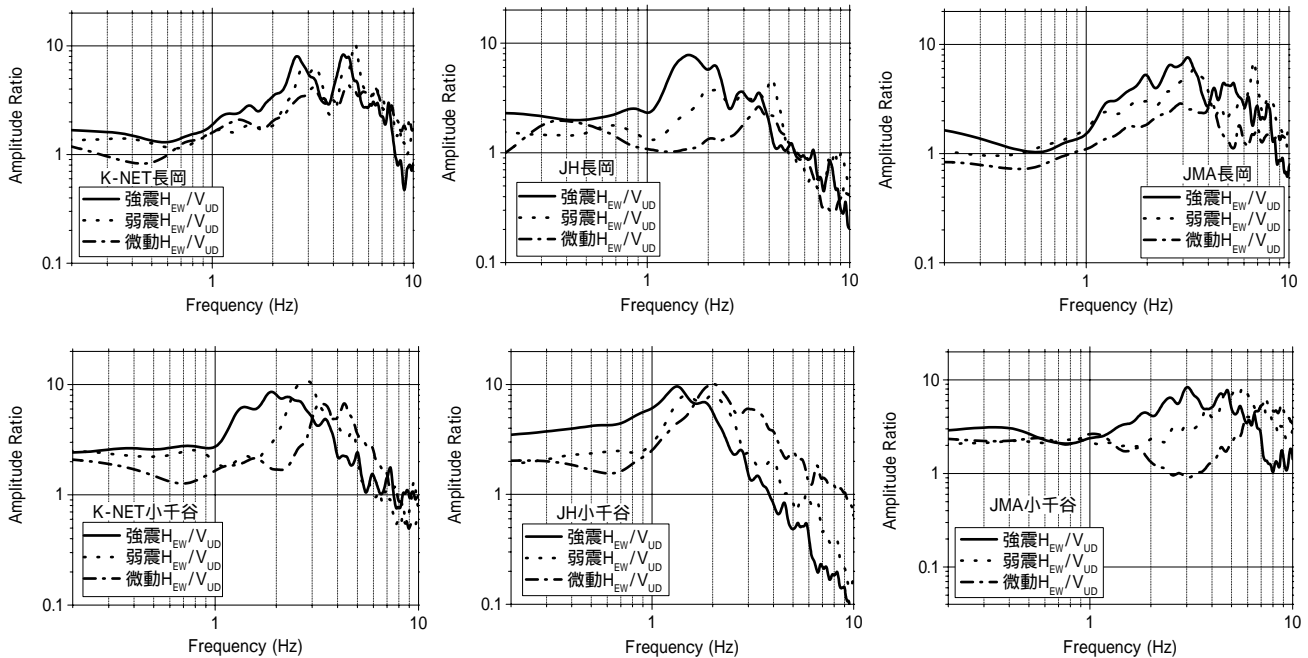 Amplitude Ratio
10
1
0.1
K-NET長岡
強震H_EW/V_UD
弱震H_EW/V_UD
微動H_EW/V_UD
1
10
Frequency (Hz)
Amplitude Ratio
10
1
0.1
JH長岡
強震H_EW/V_UD
弱震H_EW/V_UD
微動H_EW/V_UD
1
10
Frequency (Hz)
Amplitude Ratio
10
1
0.1
JMA長岡
強震H_EW/V_UD
弱震H_EW/V_UD
微動H_EW/V_UD
1
10
Frequency (Hz)
Amplitude Ratio
10
1
0.1
K-NET小千谷
強震H_EW/V_UD
弱震H_EW/V_UD
微動H_EW/V_UD
1
10
Frequency (Hz)
Amplitude Ratio
10
1
0.1
JH小千谷
強震H_EW/V_UD
弱震H_EW/V_UD
微動H_EW/V_UD
1
10
Frequency (Hz)
Amplitude Ratio
10
1
0.1
JMA小千谷
強震H_EW/V_UD
弱震H_EW/V_UD
微動H_EW/V_UD
1
10
Frequency (Hz)